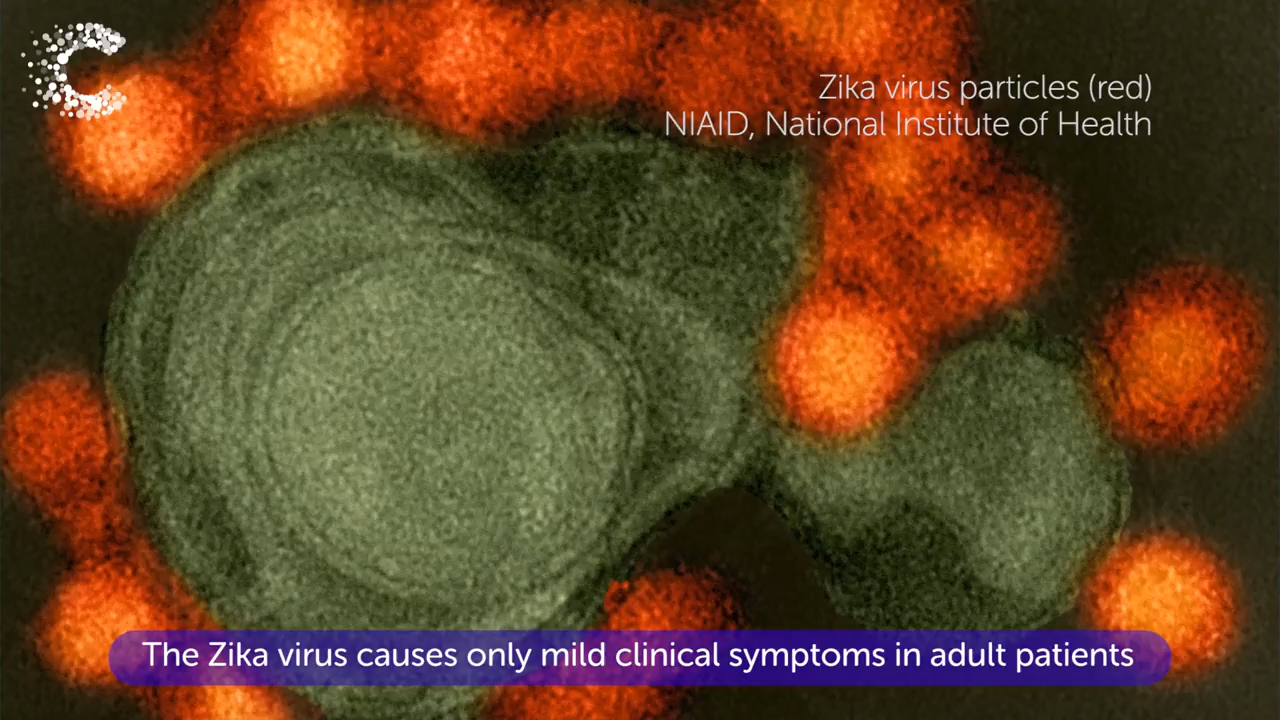 Zika virus particles (red)
NIAID, National Institute of Health
The Zika virus causes only mild clinical symptoms in adult patients